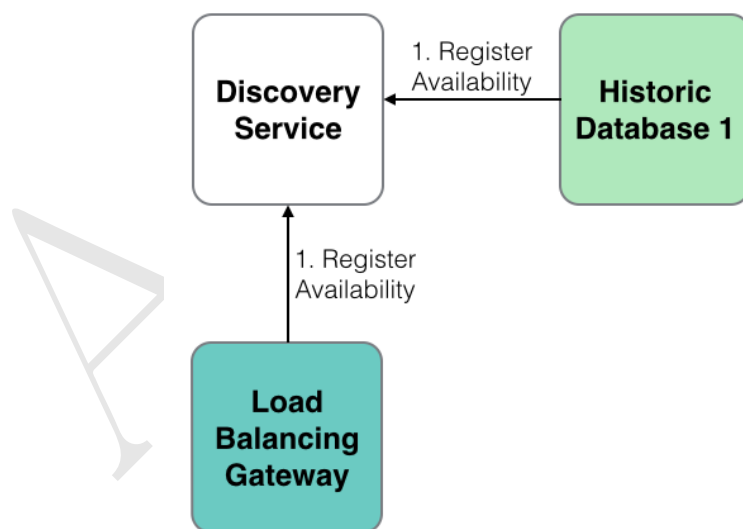 1. Register
Availability
Discovery
Service
Historic
Database 1
1. Register
Availability
Load
Balancing
Gateway